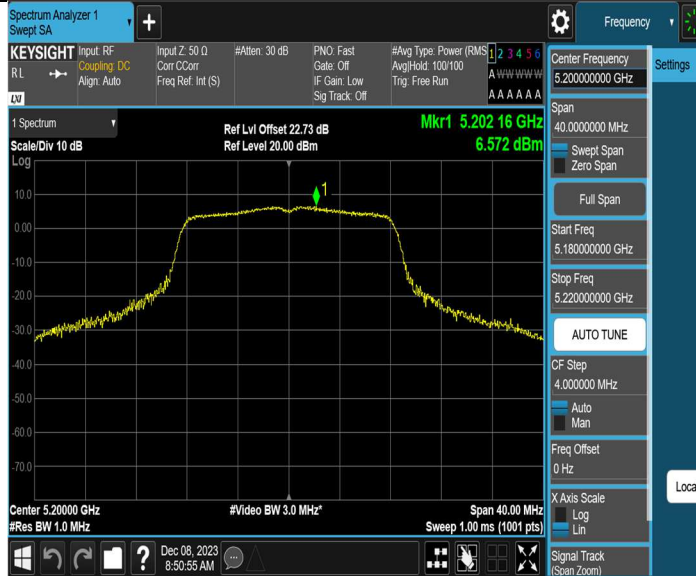 Spectrum Analyzer 1
Swept SA
+
Frequency
KEYSIGHT
RL
LXI
Input: RF
Coupling: DC
Align: Auto
Input Z: 50 Ω
Corr CCorr
Freq Ref: Int (S)
#Atten: 30 dB
PNO: Fast
Gate: Off
IF Gain: Low
Sig Track: Off
#Avg Type: Power (RMS
Avg|Hold: 100/100
Trig: Free Run
1 2 3 4 5 6
A W W W W W
A A A A A A
1 Spectrum
Scale/Div 10 dB
Log
Ref Lvl Offset 22.73 dB
Ref Level 20.00 dBm
Mkr1 5.202 16 GHz
6.572 dBm
1
10.0
0.00
-10.0
-20.0
-30.0
-40.0
-50.0
-60.0
-70.0
Center 5.20000 GHz
#Res BW 1.0 MHz
#Video BW 3.0 MHz*
Span 40.00 MHz
Sweep 1.00 ms (1001 pts)
?
Dec 08, 2023
8:50:55 AM
Center Frequency
5.200000000 GHz
Span
40.0000000 MHz
Swept Span
Zero Span
Full Span
Start Freq
5.180000000 GHz
Stop Freq
5.220000000 GHz
AUTO TUNE
CF Step
4.000000 MHz
Auto
Man
Freq Offset
0 Hz
X Axis Scale
Log
Lin
Signal Track
(Span Zoom)
Settings
Loca